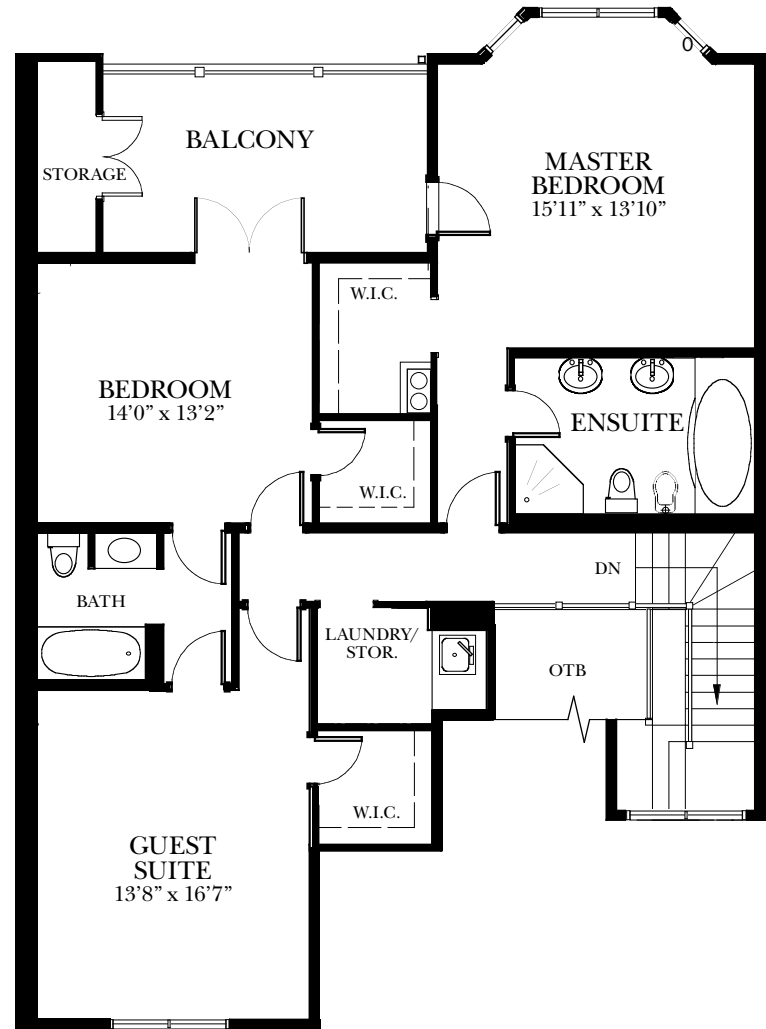 BALCONY
STORAGE
MASTER
BEDROOM
15’11” x 13’10”
W.I.C.
BEDROOM
14’0” x 13’2”
ENSUITE
W.I.C.
DN
BATH
LAUNDRY/
STOR.
OTB
W.I.C.
GUEST
SUITE
13’8” x 16’7”